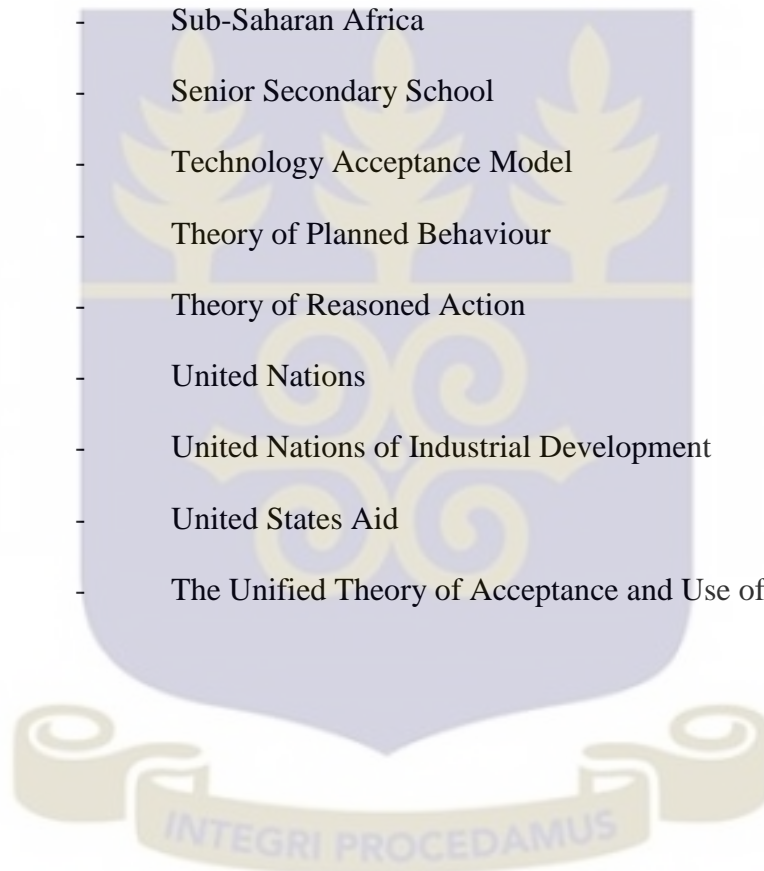 - Sub-Saharan Africa
- Senior Secondary School
- Technology Acceptance Model
- Theory of Planned Behaviour
- Theory of Reasoned Action
- United Nations
- United Nations of Industrial Development
- United States Aid
- The Unified Theory of Acceptance and Use of
INTEGRI PROCEDAMUS